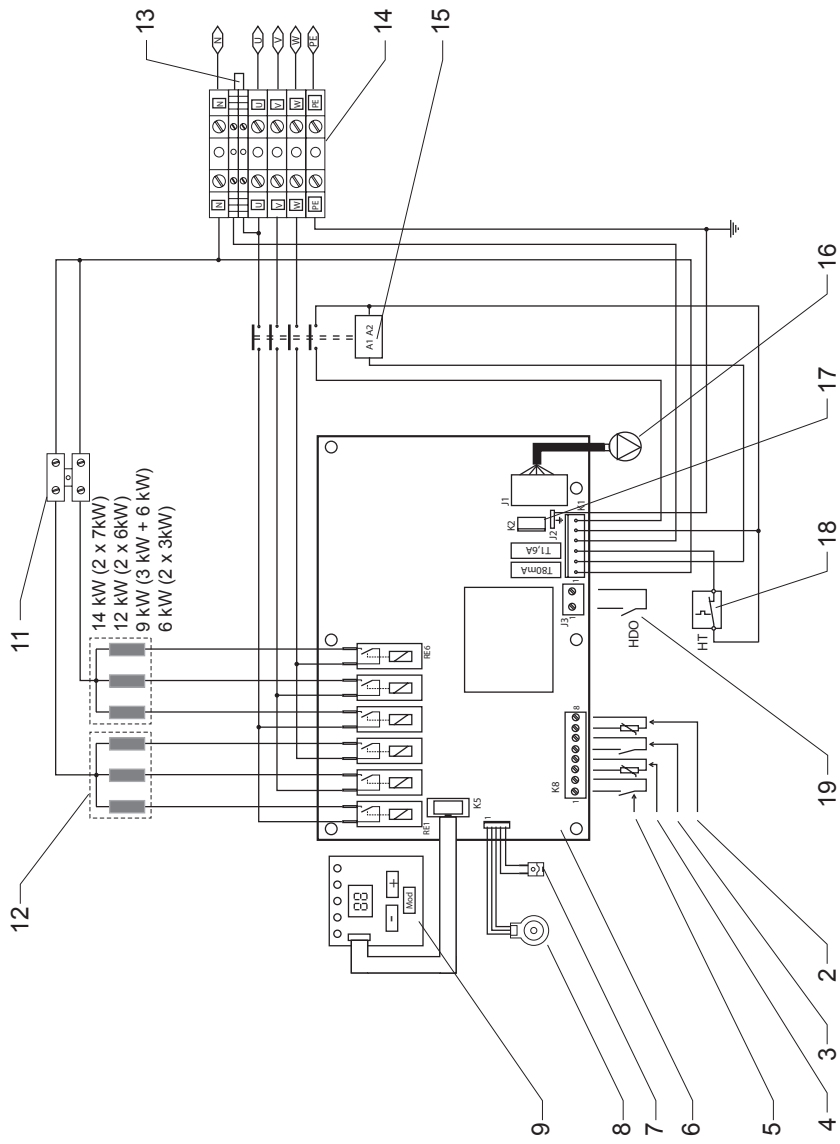 11
14 kW (2 x 7kW)
12 kW (2 x 6kW)
9 kW (3 kW + 6 kW)
6 kW (2 x 3kW)
12
13
14
15
16
17
18
19
2
3
4
5
6
7
8
9
N
U
V
W
PE
N
U
V
W
PE
N
U
V
W
PE
A1 A2
RE1
RE6
K5
88
+
-
Mod
1
K8
1
8
J3
1
HDO
HT
T80mA
T1,6A
K2
J2
J1
K1
1